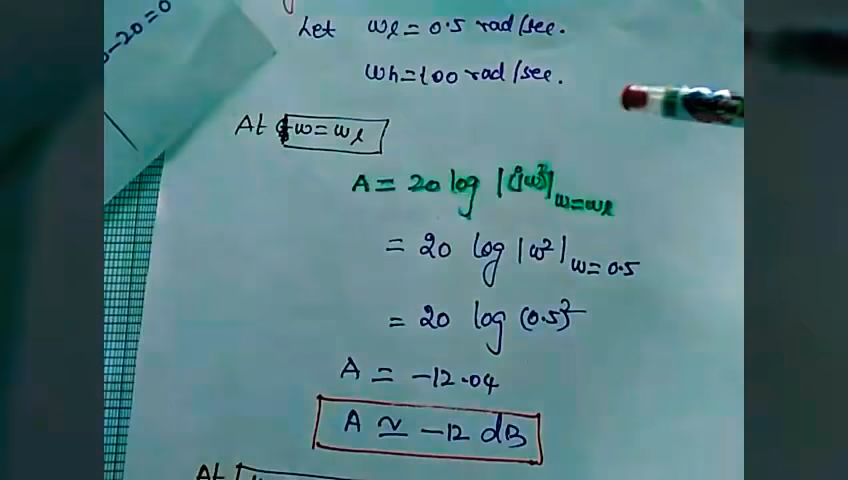 -20=0
Let ωl = 0.5 rad/sec.
ωh = 100 rad/sec.
At ω = ωl
A = 20 log |(jω)²| ω=ωl
= 20 log |ω²| ω=0.5
= 20 log (0.5)²
A = -12.04
A ≃ -12 dB
At